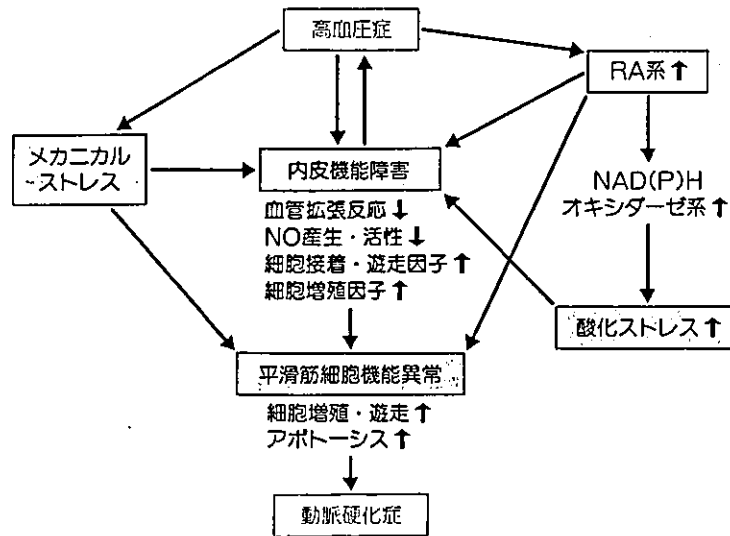 高血圧症
RA系↑
メカニカル
ストレス
内皮機能障害
血管拡張反応↓
NO産生・活性↓
細胞接着・遊走因子↑
細胞増殖因子↑
NAD(P)H
オキシダーゼ系↑
酸化ストレス↑
平滑筋細胞機能異常
細胞増殖・遊走↑
アポトーシス↑
動脈硬化症